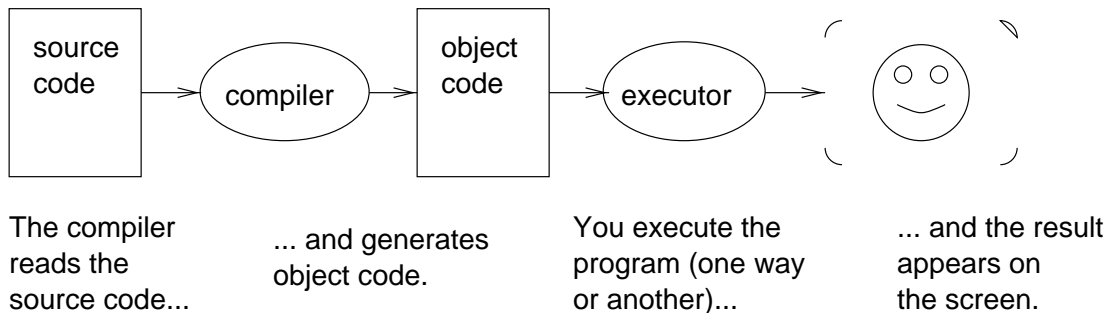 source
code
compiler
object
code
executor
The compiler
reads the
source code...
... and generates
object code.
You execute the
program (one way
or another)...
... and the result
appears on
the screen.